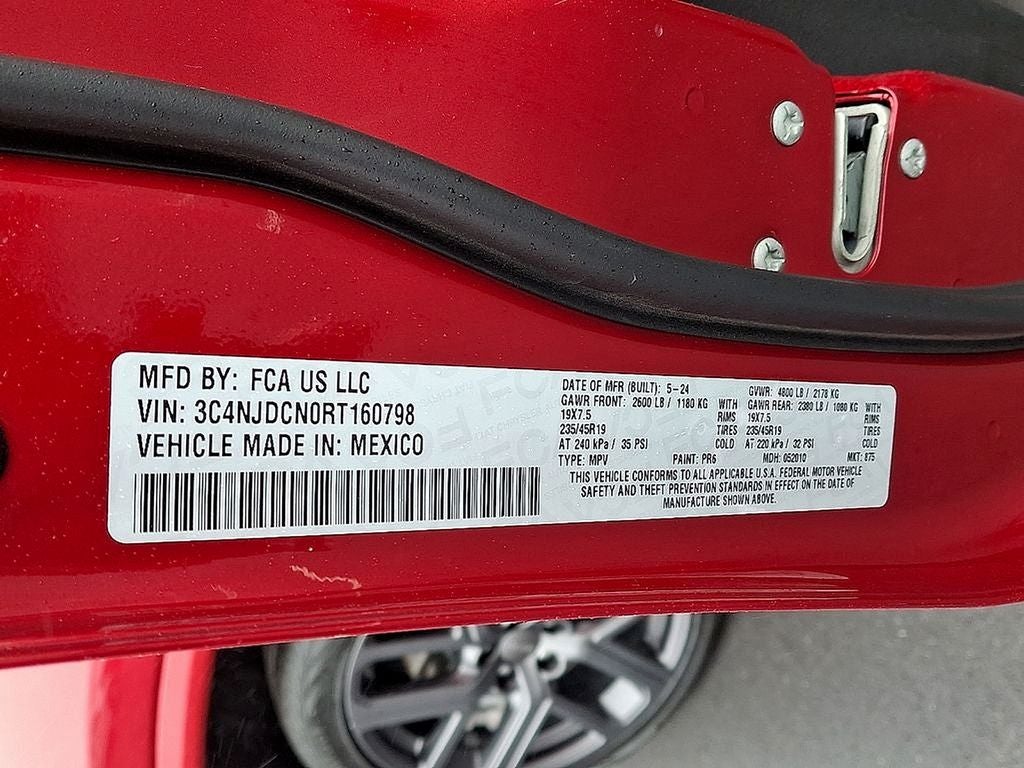 MFD BY: FCA US LLC
VIN: 3C4NJDCN0RT160798
VEHICLE MADE IN: MEXICO
DATE OF MFR (BUILT): 5-24
GVWR: 4800 LB / 2178 KG
GAWR FRONT: 2600 LB / 1180 KG WITH
19X7.5 RIMS
235/45R19 TIRES
AT 240 kPa / 35 PSI COLD
GAWR REAR: 2380 LB / 1080 KG WITH
19X7.5 RIMS
235/45R19 TIRES
AT 220 kPa / 32 PSI COLD
TYPE: MPV PAINT: PR6 MDH: 052010 MKT: 875
THIS VEHICLE CONFORMS TO ALL APPLICABLE U.S.A. FEDERAL MOTOR VEHICLE
SAFETY AND THEFT PREVENTION STANDARDS IN EFFECT ON THE DATE OF
MANUFACTURE SHOWN ABOVE.